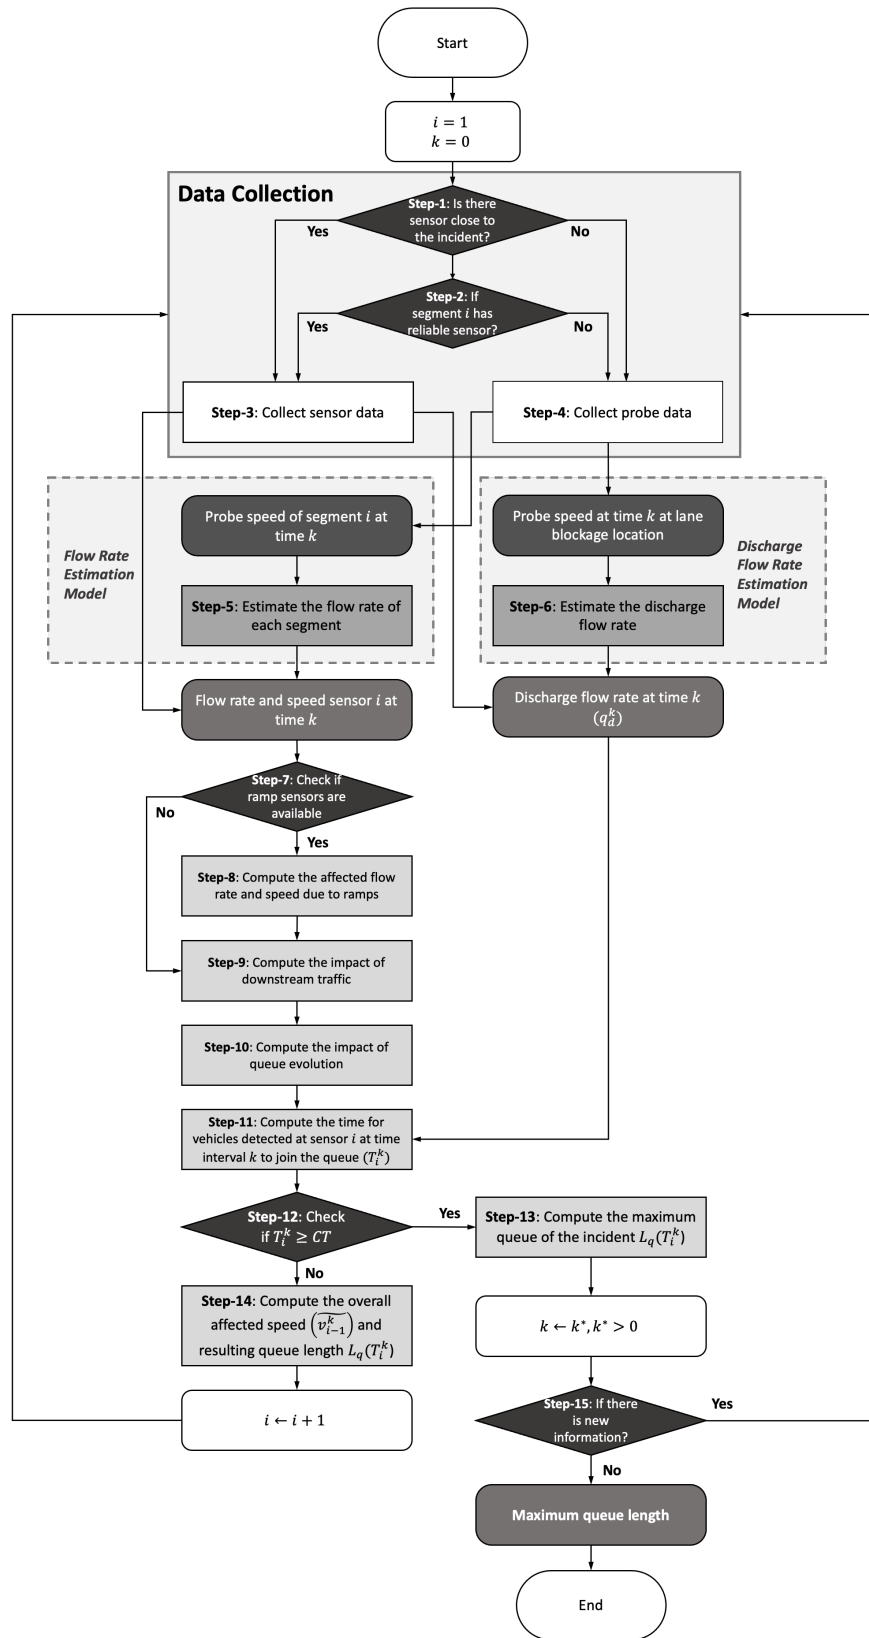 Start
i = 1
k = 0
Data Collection
Step-1: Is there
sensor close to
the incident?
Yes
No
Step-2: If
segment i has
reliable sensor?
Yes
No
Step-3: Collect sensor data
Step-4: Collect probe data
Flow Rate
Estimation
Model
Probe speed of segment i at
time k
Step-5: Estimate the flow rate of
each segment
Probe speed at time k at lane
blockage location
Step-6: Estimate the discharge
flow rate
Discharge
Flow Rate
Estimation
Model
Flow rate and speed sensor i at
time k
Discharge flow rate at time k
(q_d^k)
Step-7: Check if
ramp sensors are
available
No
Yes
Step-8: Compute the affected flow
rate and speed due to ramps
Step-9: Compute the impact of
downstream traffic
Step-10: Compute the impact of
queue evolution
Step-11: Compute the time for
vehicles detected at sensor i at time
interval k to join the queue (T_i^k)
Step-12: Check
if T_i^k ≥ CT
Yes
No
Step-13: Compute the maximum
queue of the incident L_q(T_i^k)
Step-14: Compute the overall
affected speed (\widetilde{v_{i-1}^k}) and
resulting queue length L_q(T_i^k)
k ← k*, k* > 0
i ← i + 1
Step-15: If there
is new
information?
Yes
No
Maximum queue length
End